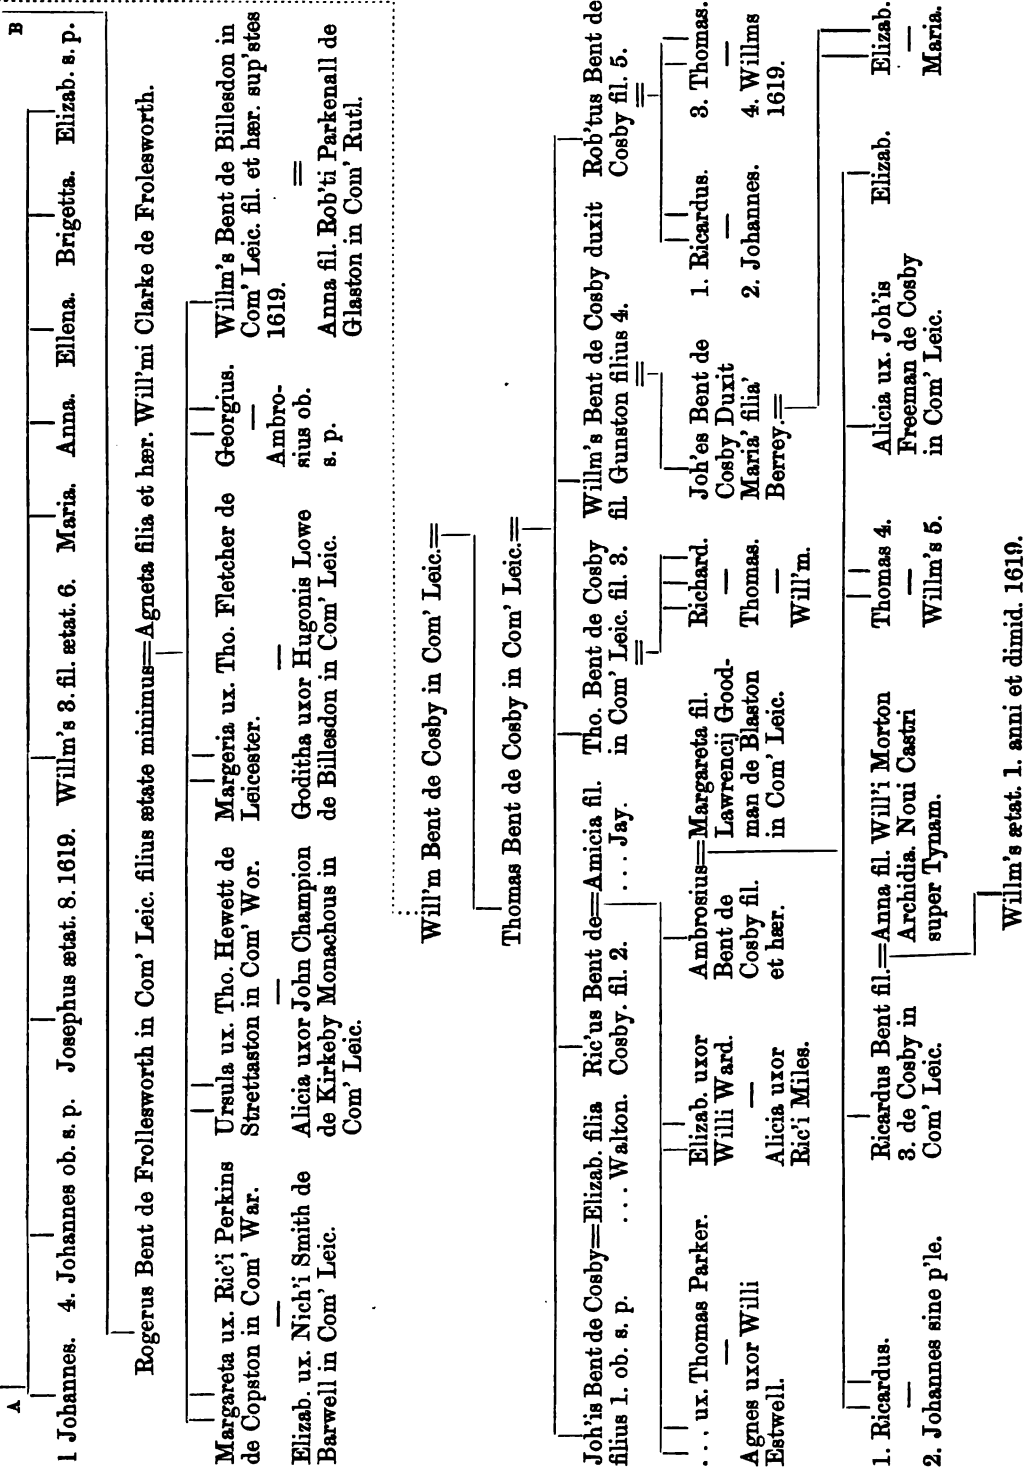 A
B
1 Johannes. 4. Johannes ob. s. p. Josephus ætat. 8. 1619. Willm's 3. fil. ætat. 6. Maria. Anna. Ellena. Brigetta. Elizab. s. p.
Rogerus Bent de Frollesworth in Com' Leic. filius ætate minimus=Agneta filia et hær. Will'mi Clarke de Frolesworth.
Margareta ux. Ric'i Perkins
de Copston in Com' War.
—
Elizab. ux. Nich'i Smith de
Barwell in Com' Leic.
Ursula ux. Tho. Hewett de
Strettaston in Com' Wor.
—
Alicia uxor John Champion
de Kirkeby Monachous in
Com' Leic.
Margeria ux. Tho. Fletcher de
Leicester.
—
Goditha uxor Hugonis Lowe
de Billesdon in Com' Leic.
Georgius.
—
Ambro-
sius ob.
s. p.
Willm's Bent de Billesdon in
Com' Leic. fil. et hær. sup'stes
1619.
=
Anna fil. Rob'ti Parkenall de
Glaston in Com' Rutl.
Will'm Bent de Cosby in Com' Leic.=
Thomas Bent de Cosby in Com' Leic.=
Joh'is Bent de Cosby=Elizab. filia
filius 1. ob. s. p. ... Walton.
Ric'us Bent de=Amicia fil.
Cosby. fil. 2. ... Jay.
Tho. Bent de Cosby
in Com' Leic. fil. 3.
=
Willm's Bent de Cosby duxit
fil. Gunston filius 4.
=
Rob'tus Bent de
Cosby fil. 5.
=
... ux. Thomas Parker.
—
Agnes uxor Willi
Estwell.
Elizab. uxor
Willi Ward.
—
Alicia uxor
Ric'i Miles.
Ambrosius=Margareta fil.
Bent de Lawrencij Good-
Cosby fil. man de Blaston
et hær. in Com' Leic.
Richard.
—
Thomas.
—
Will'm.
Joh'es Bent de
Cosby Duxit
Maria' filia'
Berrey.=
1. Ricardus.
—
2. Johannes.
3. Thomas.
—
4. Willms
1619.
1. Ricardus.
—
2. Johannes sine p'le.
Ricardus Bent fil.=Anna fil. Will'i Morton
3. de Cosby in Archidia. Noui Castri
Com' Leic. super Tynam.
Thomas 4.
—
Willm's 5.
Alicia ux. Joh'is
Freeman de Cosby
in Com' Leic.
Elizab.
Elizab.
—
Maria.
Willm's ætat. 1. anni et dimid. 1619.